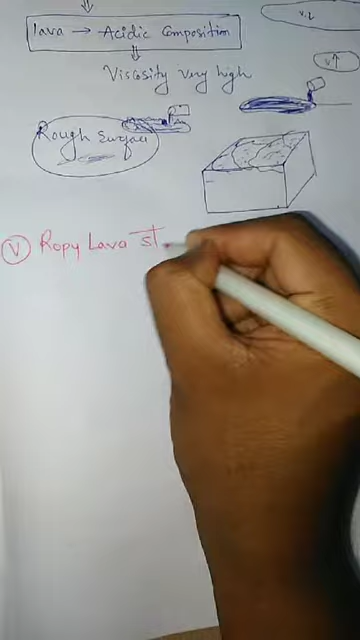 v↓
lava → Acidic Composition
v↑
Viscosity very high
Rough Surface
(V) Ropy Lava st